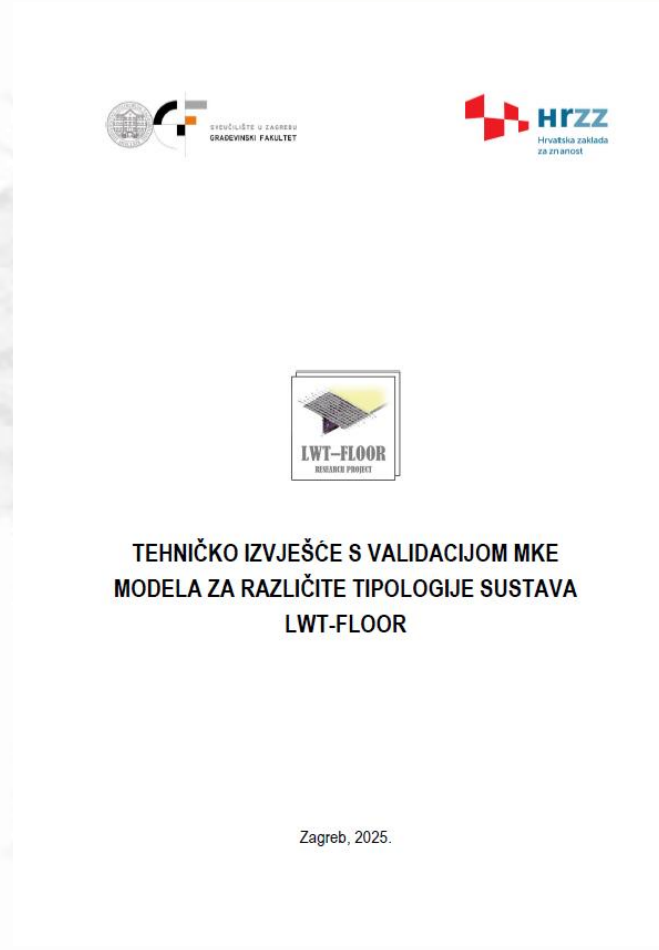 SVEUČILIŠTE U ZAGREBU
GRAĐEVINSKI FAKULTET
HRZZ
Hrvatska zaklada
za znanost
LWT-FLOOR
RESEARCH PROJECT
TEHNIČKO IZVJEŠĆE S VALIDACIJOM MKE
MODELA ZA RAZLIČITE TIPOLOGIJE SUSTAVA
LWT-FLOOR
Zagreb, 2025.